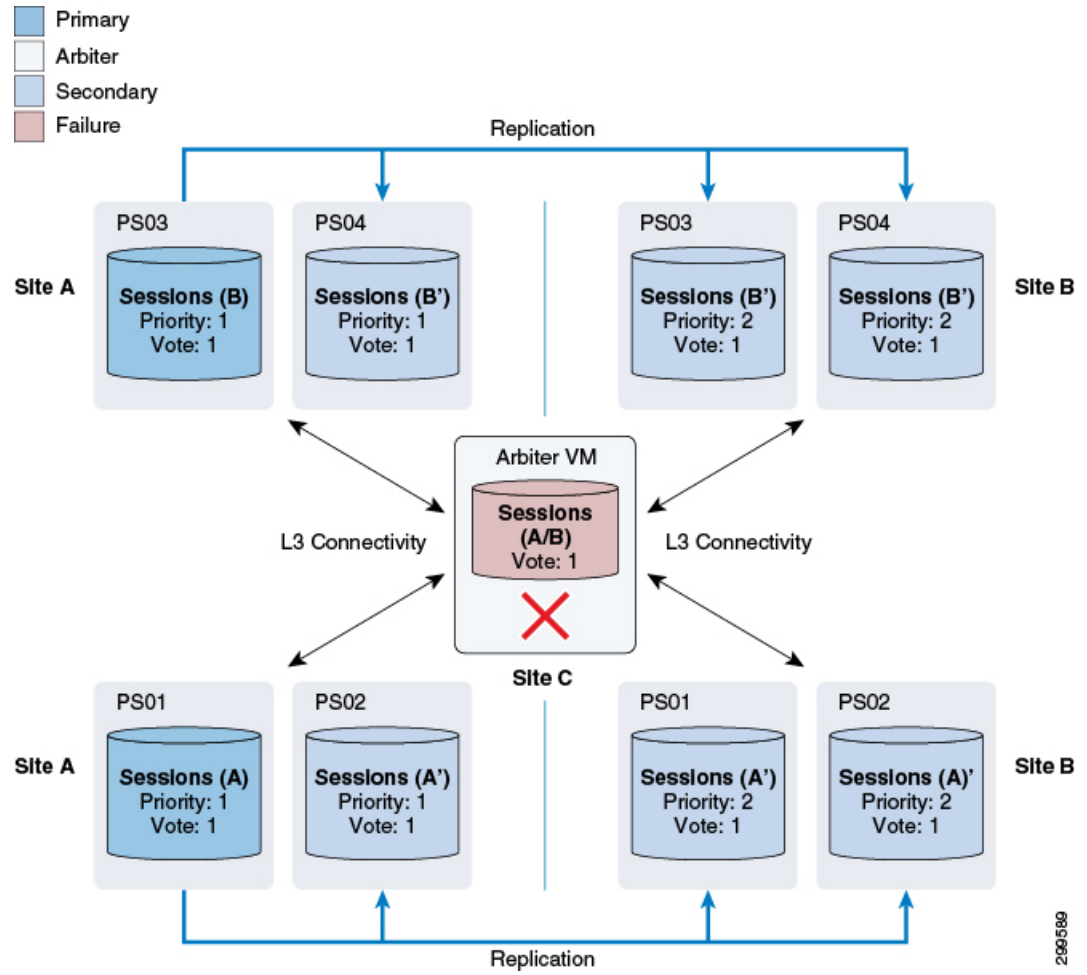 Primary
Arbiter
Secondary
Failure
Replication
PS03
PS04
PS03
PS04
Site A
Sessions (B)
Priority: 1
Vote: 1
Sessions (B’)
Priority: 1
Vote: 1
Sessions (B’)
Priority: 2
Vote: 1
Sessions (B’)
Priority: 2
Vote: 1
Site B
Arbiter VM
Sessions
(A/B)
Vote: 1
L3 Connectivity
L3 Connectivity
Site C
PS01
PS02
PS01
PS02
Site A
Sessions (A)
Priority: 1
Vote: 1
Sessions (A’)
Priority: 1
Vote: 1
Sessions (A’)
Priority: 2
Vote: 1
Sessions (A)’
Priority: 2
Vote: 1
Site B
Replication
299589